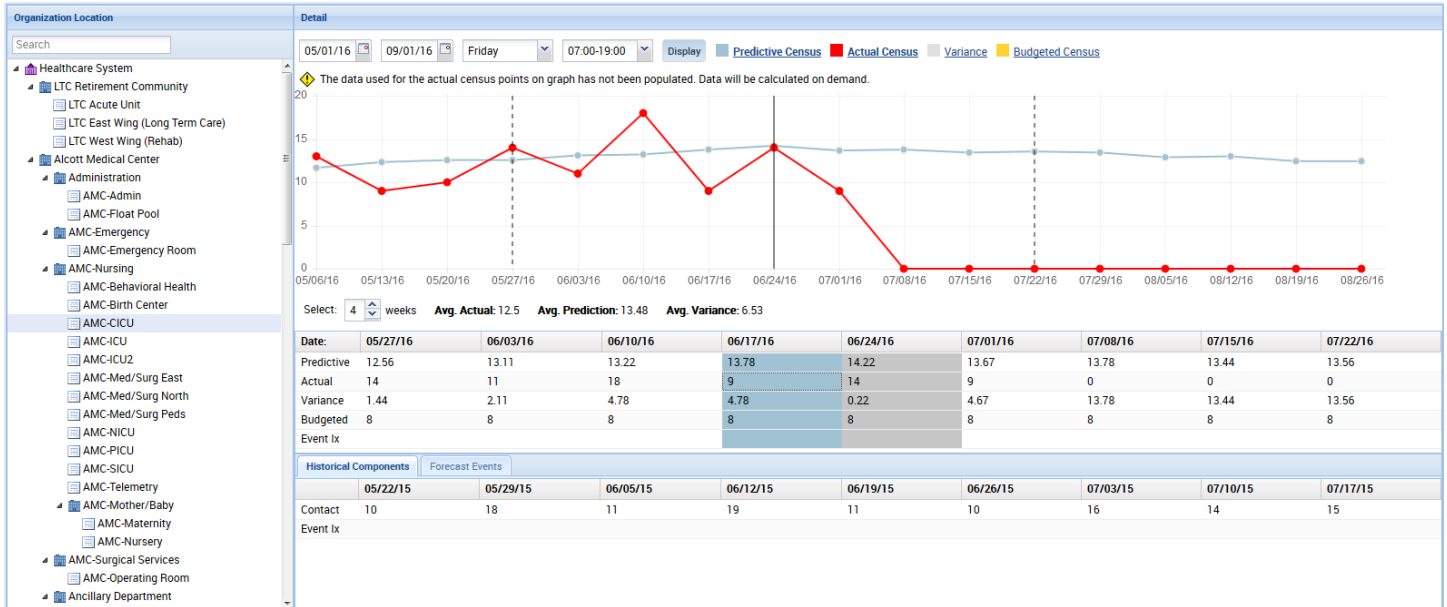 Organization Location
Search
Healthcare System
LTC Retirement Community
LTC Acute Unit
LTC East Wing (Long Term Care)
LTC West Wing (Rehab)
Alcott Medical Center
Administration
AMC-Admin
AMC-Float Pool
AMC-Emergency
AMC-Emergency Room
AMC-Nursing
AMC-Behavioral Health
AMC-Birth Center
AMC-CICU
AMC-ICU
AMC-ICU2
AMC-Med/Surg East
AMC-Med/Surg North
AMC-Med/Surg Peds
AMC-NICU
AMC-PICU
AMC-SICU
AMC-Telemetry
AMC-Mother/Baby
AMC-Maternity
AMC-Nursery
AMC-Surgical Services
AMC-Operating Room
Ancillary Department
Detail
05/01/16 09/01/16 Friday 07:00-19:00 Display Predictive Census Actual Census Variance Budgeted Census
The data used for the actual census points on graph has not been populated. Data will be calculated on demand.
20
15
10
5
0
05/06/16 05/13/16 05/20/16 05/27/16 06/03/16 06/10/16 06/17/16 06/24/16 07/01/16 07/08/16 07/15/16 07/22/16 07/29/16 08/05/16 08/12/16 08/19/16 08/26/16
Select: 4 weeks Avg. Actual: 12.5 Avg. Prediction: 13.48 Avg. Variance: 6.53
Date: 05/27/16 06/03/16 06/10/16 06/17/16 06/24/16 07/01/16 07/08/16 07/15/16 07/22/16
Predictive 12.56 13.11 13.22 13.78 14.22 13.67 13.78 13.44 13.56
Actual 14 11 18 9 14 9 0 0 0
Variance 1.44 2.11 4.78 4.78 0.22 4.67 13.78 13.44 13.56
Budgeted 8 8 8 8 8 8 8 8 8
Event Ix
Historical Components Forecast Events
05/22/15 05/29/15 06/05/15 06/12/15 06/19/15 06/26/15 07/03/15 07/10/15 07/17/15
Contact 10 18 11 19 11 10 16 14 15
Event Ix